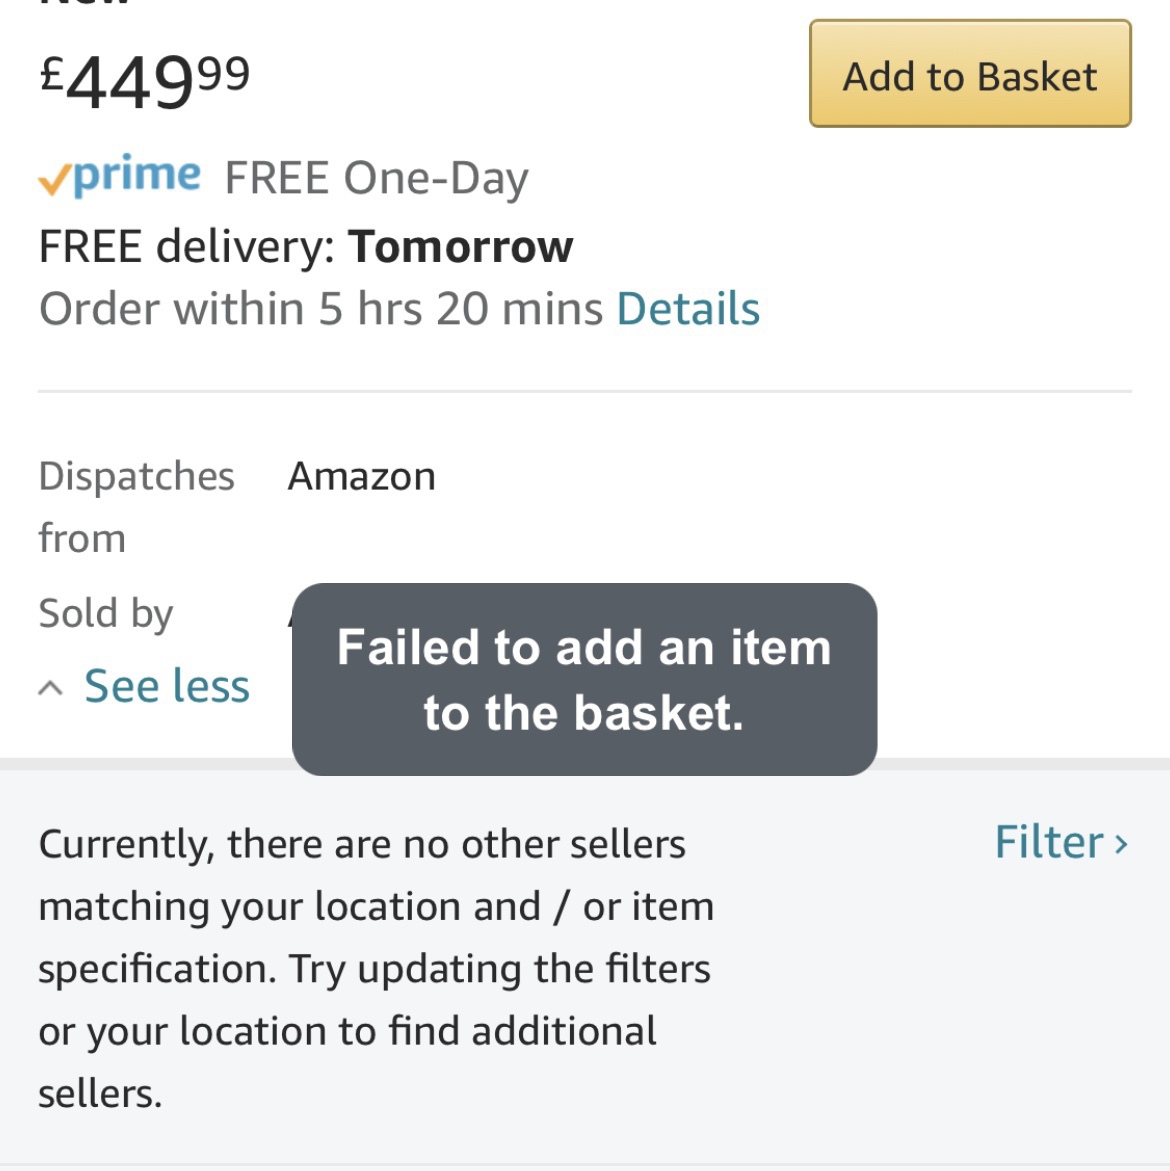 £449 99
Add to Basket
prime FREE One-Day
FREE delivery: Tomorrow
Order within 5 hrs 20 mins Details
Dispatches from Amazon
Sold by
Failed to add an item
to the basket.
See less
Currently, there are no other sellers
matching your location and / or item
specification. Try updating the filters
or your location to find additional
sellers.
Filter ›